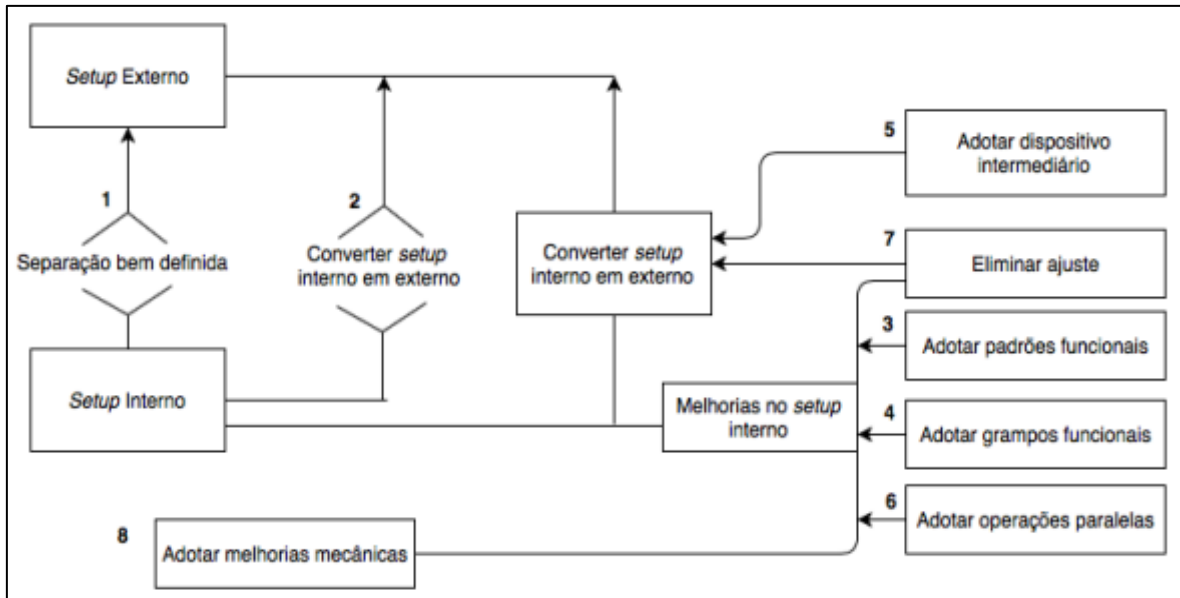 Setup Externo
1
Separação bem definida
Setup Interno
2
Converter setup
interno em externo
Converter setup
interno em externo
5
Adotar dispositivo
intermediário
7
Eliminar ajuste
3
Adotar padrões funcionais
Melhorias no setup
interno
4
Adotar grampos funcionais
6
Adotar operações paralelas
8
Adotar melhorias mecânicas